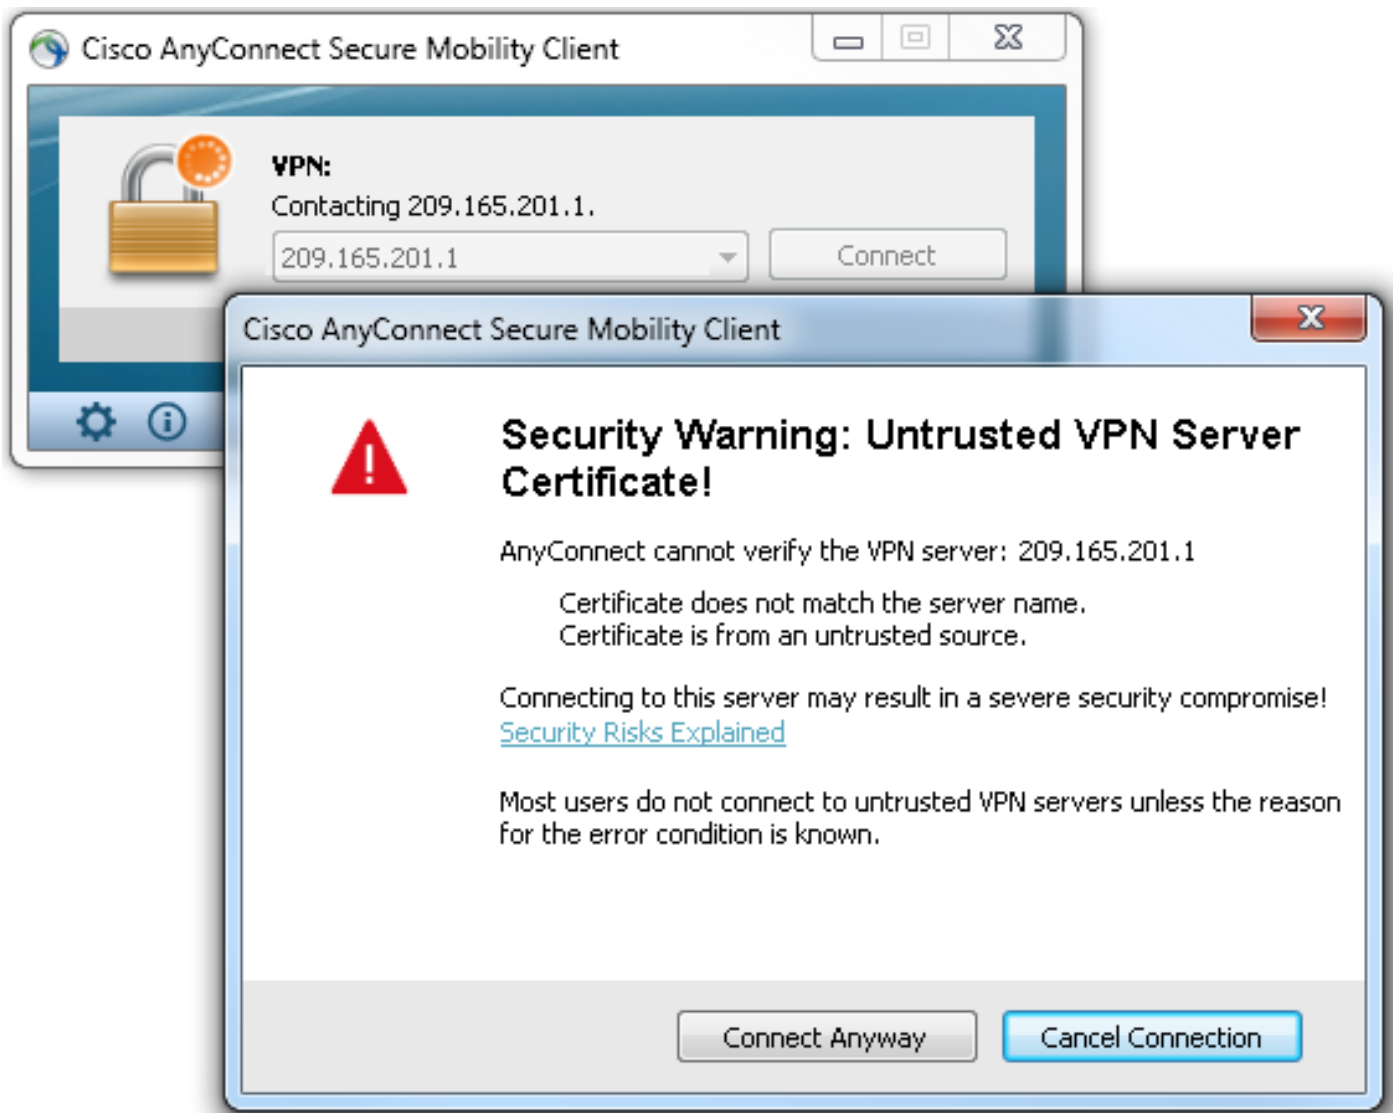 Cisco AnyConnect Secure Mobility Client
VPN:
Contacting 209.165.201.1.
209.165.201.1
Connect
Cisco AnyConnect Secure Mobility Client
Security Warning: Untrusted VPN Server
Certificate!
AnyConnect cannot verify the VPN server: 209.165.201.1
Certificate does not match the server name.
Certificate is from an untrusted source.
Connecting to this server may result in a severe security compromise!
Security Risks Explained
Most users do not connect to untrusted VPN servers unless the reason
for the error condition is known.
Connect Anyway
Cancel Connection